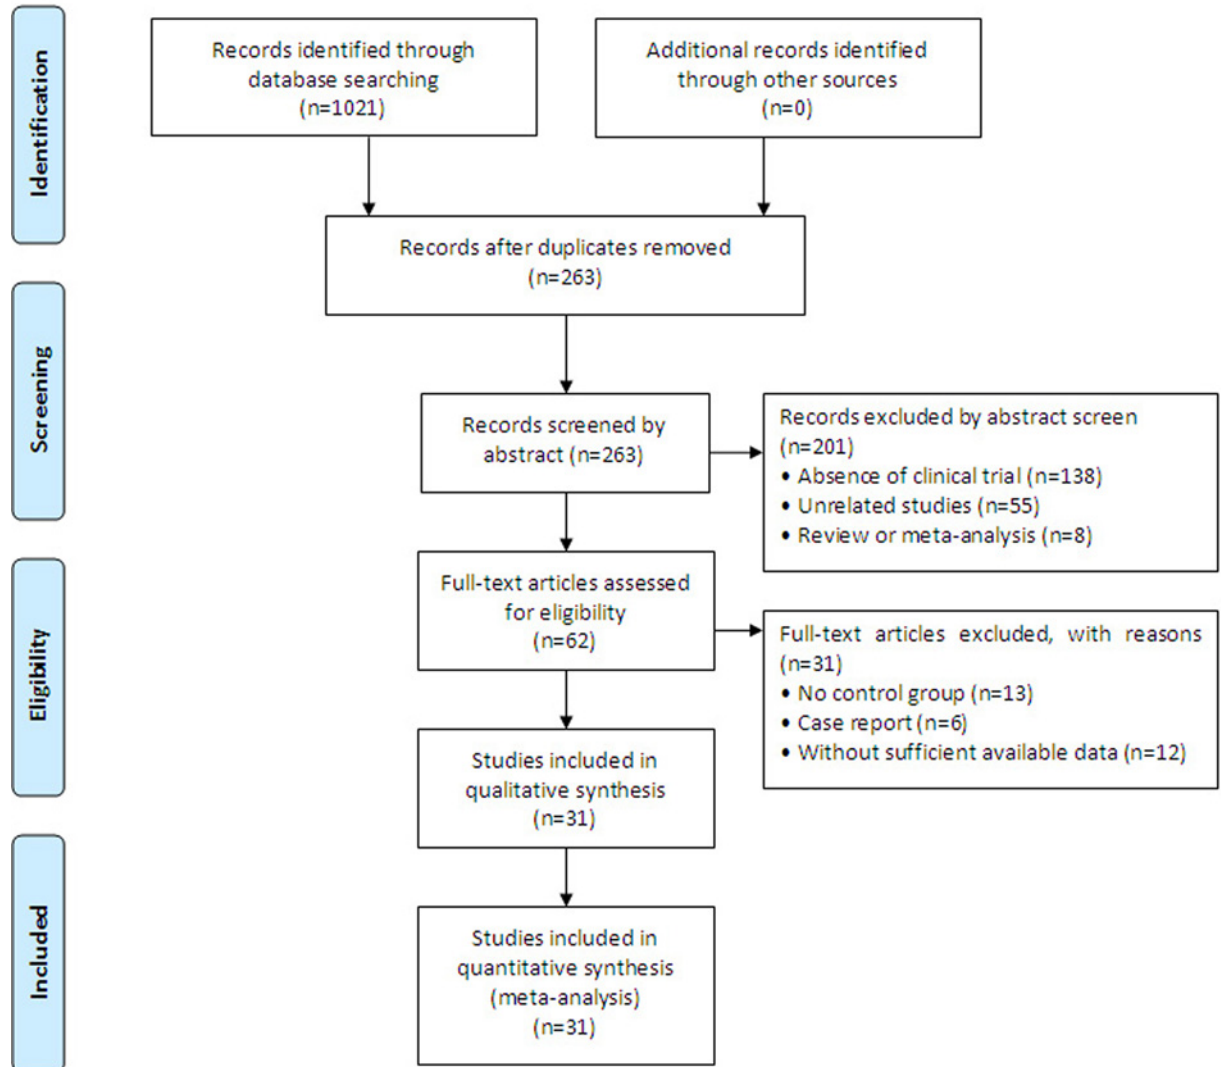 Identification
Records identified through
database searching
(n=1021)
Additional records identified
through other sources
(n=0)
Records after duplicates removed
(n=263)
Screening
Records screened by
abstract (n=263)
Records excluded by abstract screen
(n=201)
• Absence of clinical trial (n=138)
• Unrelated studies (n=55)
• Review or meta-analysis (n=8)
Eligibility
Full-text articles assessed
for eligibility
(n=62)
Full-text articles excluded, with reasons
(n=31)
• No control group (n=13)
• Case report (n=6)
• Without sufficient available data (n=12)
Studies included in
qualitative synthesis
(n=31)
Included
Studies included in
quantitative synthesis
(meta-analysis)
(n=31)